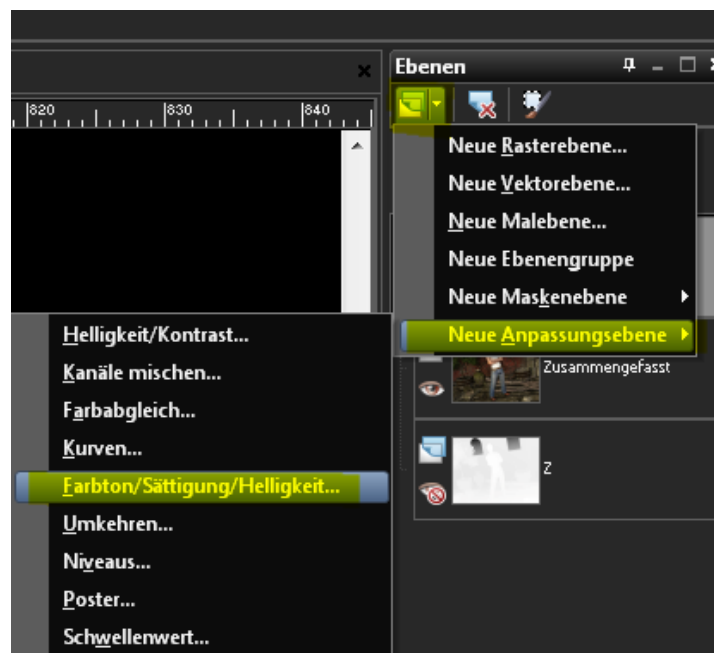 Ebenen
820 830 840
Neue Rasterebene...
Neue Vektorebene...
Neue Malebene...
Neue Ebenengruppe
Neue Maskenebene
Neue Anpassungsebene
Helligkeit/Kontrast...
Kanäle mischen...
Farbabgleich...
Kurven...
Farbton/Sättigung/Helligkeit...
Umkehren...
Niveaus...
Poster...
Schwellenwert...
Zusammengefasst
Z